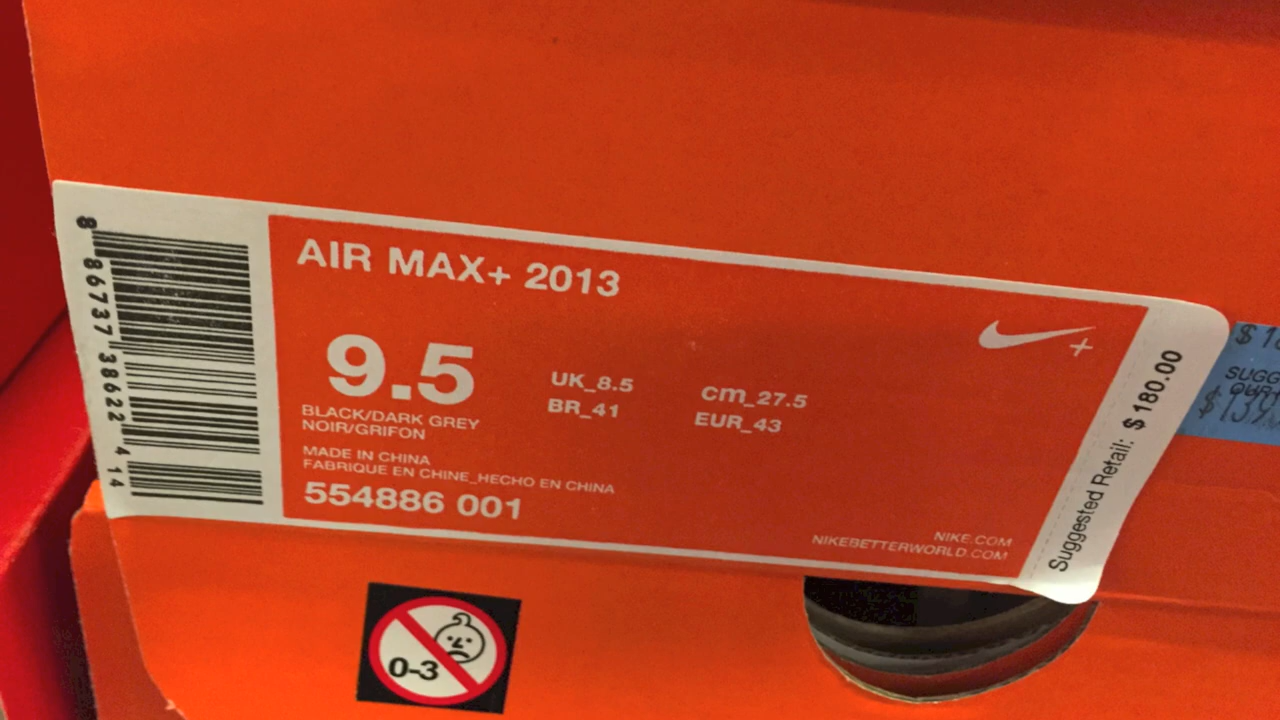 8 86737 38622 4 14
AIR MAX+ 2013
9.5
UK_8.5
cm_27.5
BR_41
EUR_43
BLACK/DARK GREY
NOIR/GRIFON
MADE IN CHINA
FABRIQUE EN CHINE_HECHO EN CHINA
554886 001
NIKE.COM
NIKEBETTERWORLD.COM
+
Suggested Retail: $180.00
0-3